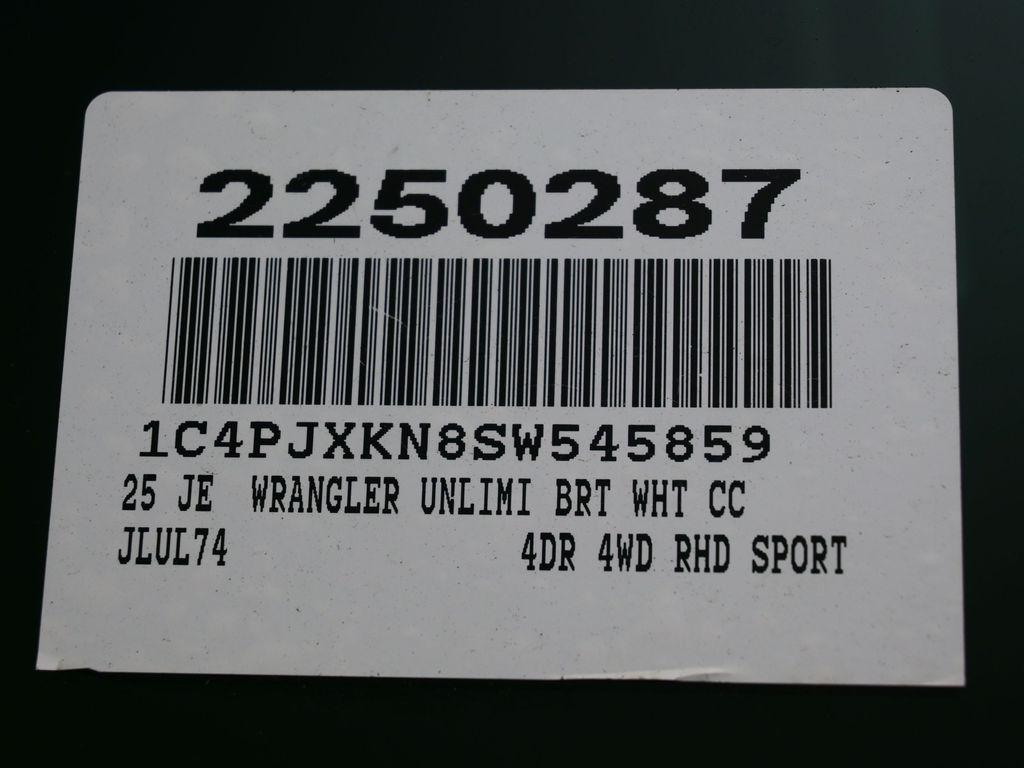 2250287
1C4PJXKN8SW545859
25 JE WRANGLER UNLIMI BRT WHT CC
JLUL74 4DR 4WD RHD SPORT